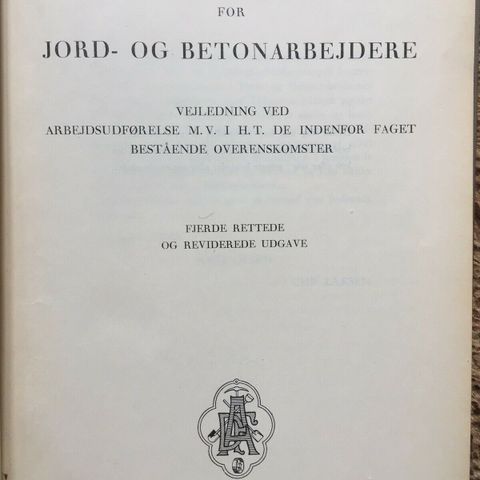 FOR
JORD- OG BETONARBEJDERE
VEJLEDNING VED
ARBEJDSUDFØRELSE M.V. I H.T. DE INDENFOR FAGET
BESTÅENDE OVERENSKOMSTER
FJERDE RETTEDE
OG REVIDEREDE UDGAVE